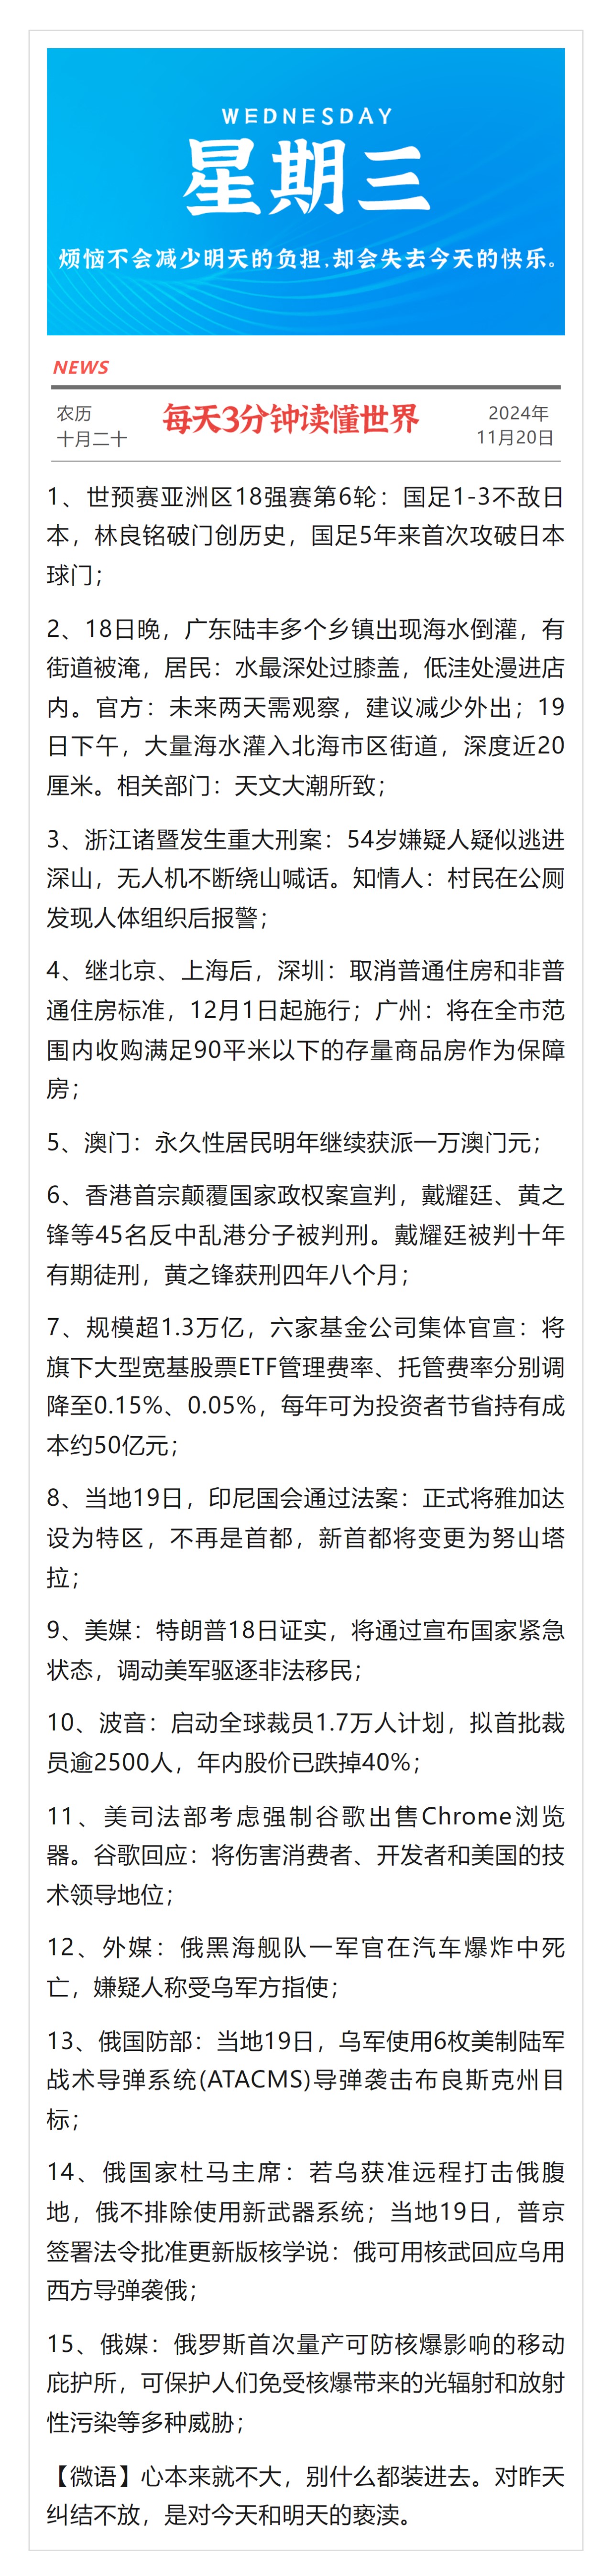 WEDNESDAY
星期三
烦恼不会减少明天的负担,却会失去今天的快乐。
NEWS
农历
十月二十
每天3分钟读懂世界
2024年
11月20日
1、世预赛亚洲区18强赛第6轮：国足1-3不敌日
本，林良铭破门创历史，国足5年来首次攻破日本
球门；
2、18日晚，广东陆丰多个乡镇出现海水倒灌，有
街道被淹，居民：水最深处过膝盖，低洼处漫进店
内。官方：未来两天需观察，建议减少外出；19
日下午，大量海水灌入北海市区街道，深度近20
厘米。相关部门：天文大潮所致；
3、浙江诸暨发生重大刑案：54岁嫌疑人疑似逃进
深山，无人机不断绕山喊话。知情人：村民在公厕
发现人体组织后报警；
4、继北京、上海后，深圳：取消普通住房和非普
通住房标准，12月1日起施行；广州：将在全市范
围内收购满足90平米以下的存量商品房作为保障
房；
5、澳门：永久性居民明年继续获派一万澳门元；
6、香港首宗颠覆国家政权案宣判，戴耀廷、黄之
锋等45名反中乱港分子被判刑。戴耀廷被判十年
有期徒刑，黄之锋获刑四年八个月；
7、规模超1.3万亿，六家基金公司集体官宣：将
旗下大型宽基股票ETF管理费率、托管费率分别调
降至0.15%、0.05%，每年可为投资者节省持有成
本约50亿元；
8、当地19日，印尼国会通过法案：正式将雅加达
设为特区，不再是首都，新首都将变更为努山塔
拉；
9、美媒：特朗普18日证实，将通过宣布国家紧急
状态，调动美军驱逐非法移民；
10、波音：启动全球裁员1.7万人计划，拟首批裁
员逾2500人，年内股价已跌掉40%；
11、美司法部考虑强制谷歌出售Chrome浏览
器。谷歌回应：将伤害消费者、开发者和美国的技
术领导地位；
12、外媒：俄黑海舰队一军官在汽车爆炸中死
亡，嫌疑人称受乌军方指使；
13、俄国防部：当地19日，乌军使用6枚美制陆军
战术导弹系统(ATACMS)导弹袭击布良斯克州目
标；
14、俄国家杜马主席：若乌获准远程打击俄腹
地，俄不排除使用新武器系统；当地19日，普京
签署法令批准更新版核学说：俄可用核武回应乌用
西方导弹袭俄；
15、俄媒：俄罗斯首次量产可防核爆影响的移动
庇护所，可保护人们免受核爆带来的光辐射和放射
性污染等多种威胁；
【微语】心本来就不大，别什么都装进去。对昨天
纠结不放，是对今天和明天的亵渎。